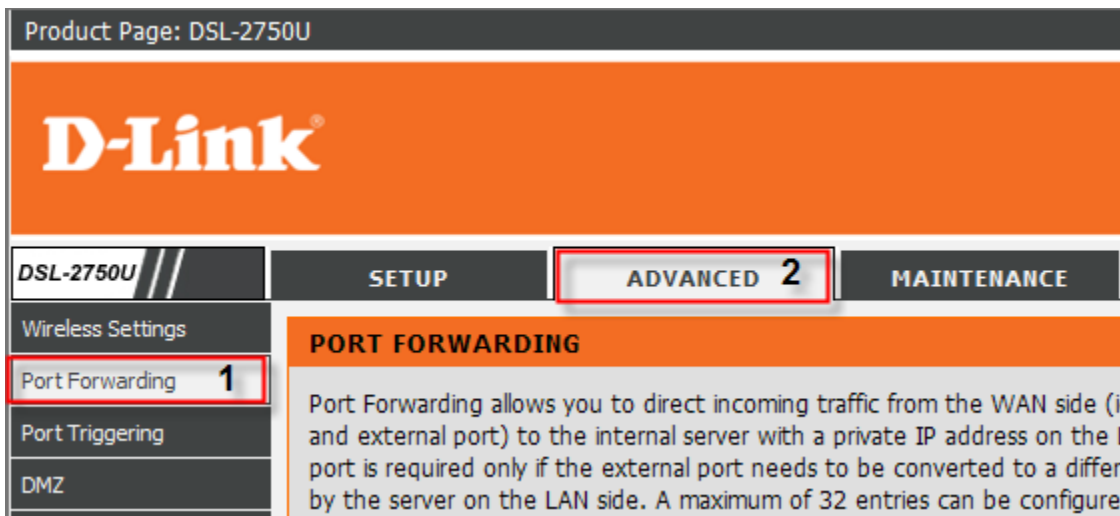 Product Page: DSL-2750U
D-Link®
DSL-2750U
SETUP
ADVANCED 2
MAINTENANCE
Wireless Settings
Port Forwarding 1
Port Triggering
DMZ
PORT FORWARDING
Port Forwarding allows you to direct incoming traffic from the WAN side
and external port) to the internal server with a private IP address on the
port is required only if the external port needs to be converted to a
by the server on the LAN side. A maximum of 32 entries can be